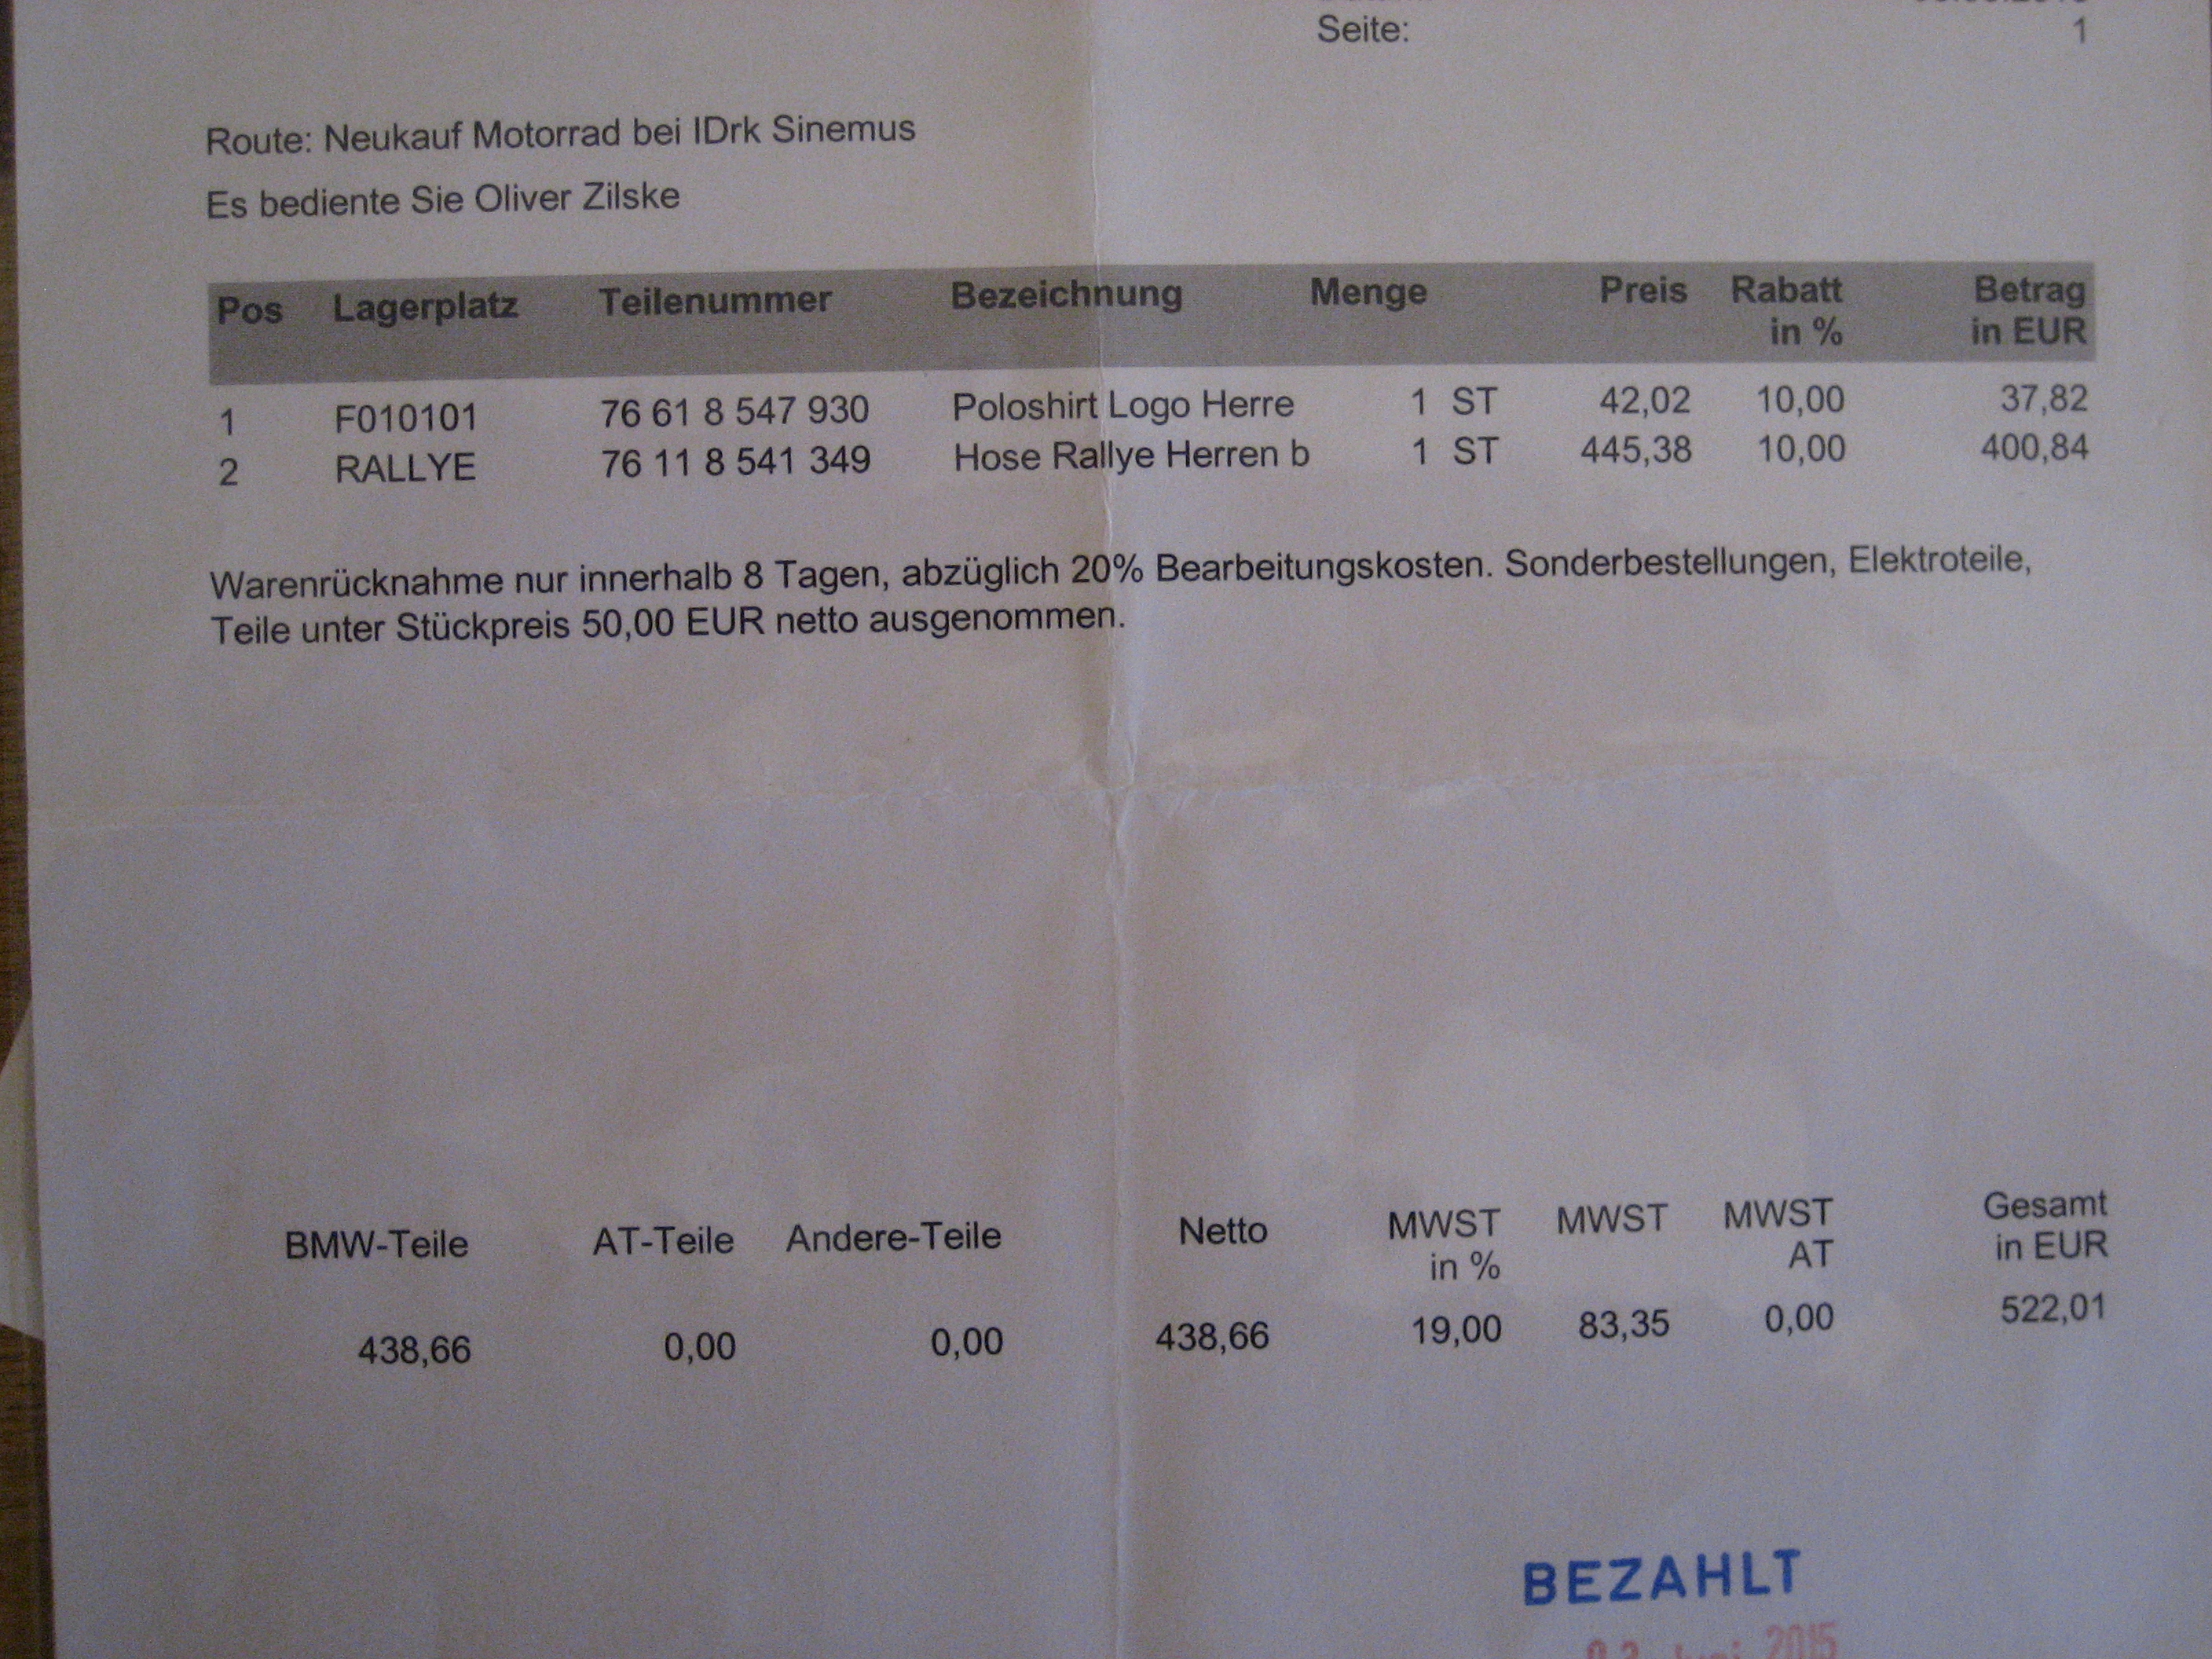 Seite: 1
Route: Neukauf Motorrad bei IDrk Sinemus
Es bediente Sie Oliver Zilske
Pos Lagerplatz Teilenummer Bezeichnung Menge Preis Rabatt in % Betrag in EUR
1 F010101 76 61 8 547 930 Poloshirt Logo Herre 1 ST 42,02 10,00 37,82
2 RALLYE 76 11 8 541 349 Hose Rallye Herren b 1 ST 445,38 10,00 400,84
Warenrücknahme nur innerhalb 8 Tagen, abzüglich 20% Bearbeitungskosten. Sonderbestellungen, Elektroteile,
Teile unter Stückpreis 50,00 EUR netto ausgenommen.
BMW-Teile AT-Teile Andere-Teile Netto MWST in % MWST MWST AT Gesamt in EUR
438,66 0,00 0,00 438,66 19,00 83,35 0,00 522,01
BEZAHLT
Juni 2015